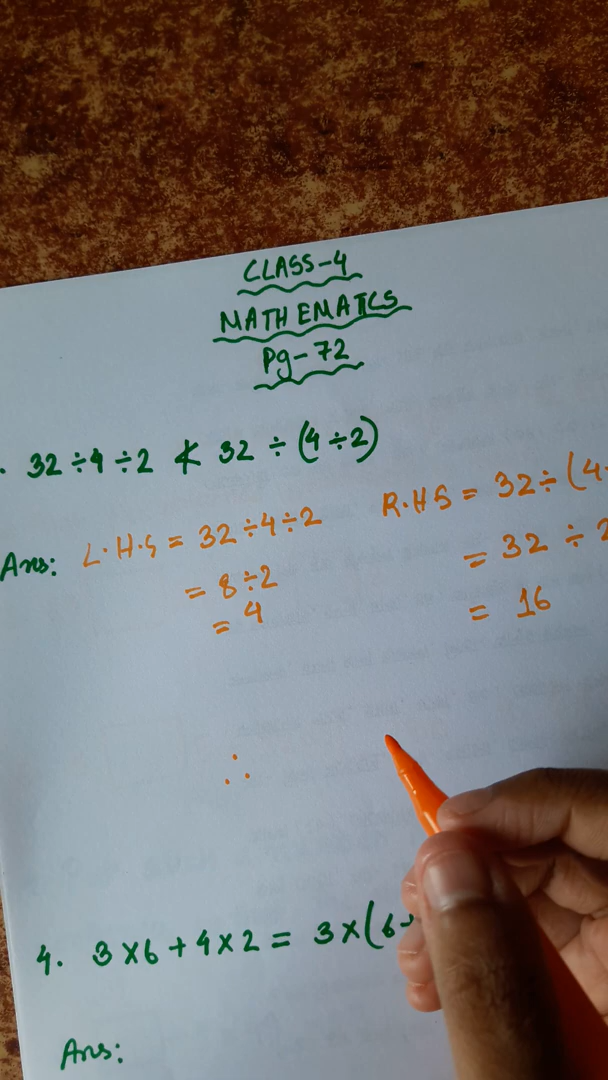 CLASS-4
MATHEMATICS
Pg-72
. 32÷4÷2 < 32÷(4÷2)
Ans: L.H.S = 32÷4÷2 R.H.S = 32÷(4
= 8÷2 = 32÷2
= 4 = 16
∴
4. 3×6+4×2 = 3×(6+
Ans: